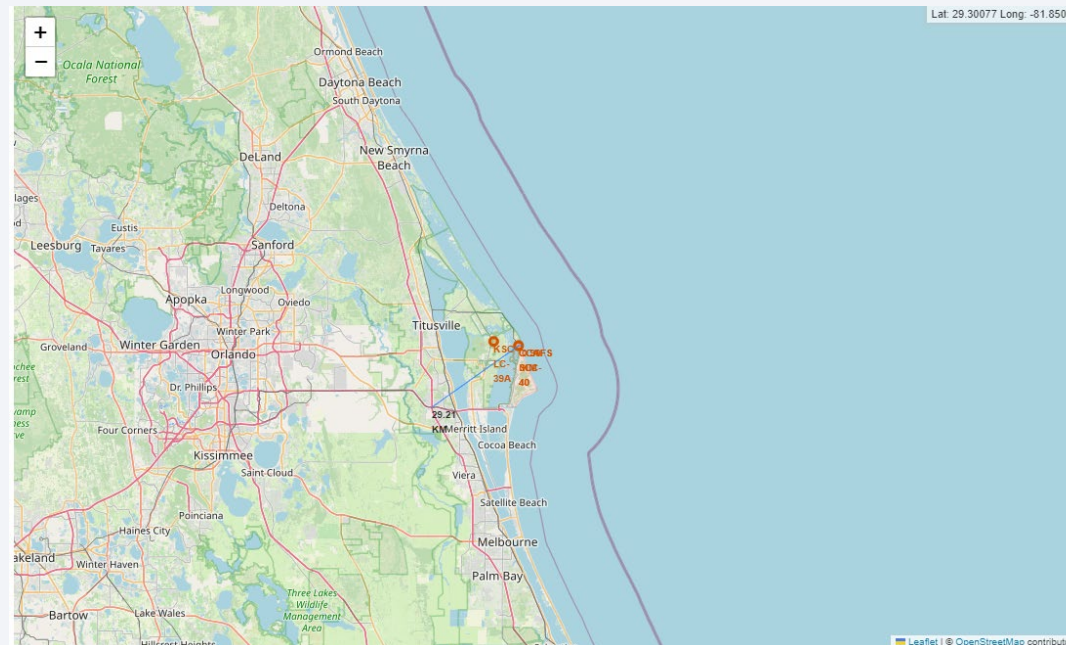 +
−
Lat: 29.30077 Long: -81.850
Ormond Beach
Ocala National
Forest
Daytona Beach
South Daytona
New Smyrna
Beach
DeLand
Deltona
Eustis
Leesburg
Tavares
Sanford
Longwood
Apopka
Oviedo
Winter Park
Titusville
Winter Garden
Orlando
KSC
LC-
39A
40
Dr. Phillips
29.21
KM
Merritt Island
Four Corners
Cocoa Beach
Kissimmee
Saint Cloud
Viera
Satellite Beach
Poinciana
Haines City
Melbourne
Winter Haven
Palm Bay
Three Lakes
Wildlife
Management
Area
Lake Wales
Bartow
Leaflet | © OpenStreetMap